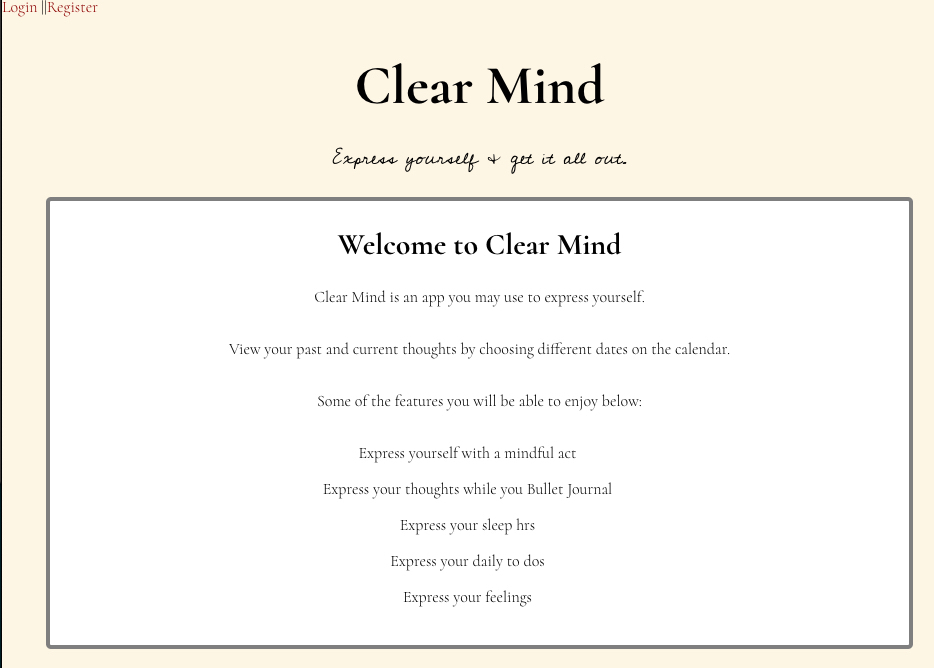 Login ||Register
Clear Mind
Express yourself & get it all out.
Welcome to Clear Mind
Clear Mind is an app you may use to express yourself.
View your past and current thoughts by choosing different dates on the calendar.
Some of the features you will be able to enjoy below:
Express yourself with a mindful act
Express your thoughts while you Bullet Journal
Express your sleep hrs
Express your daily to dos
Express your feelings